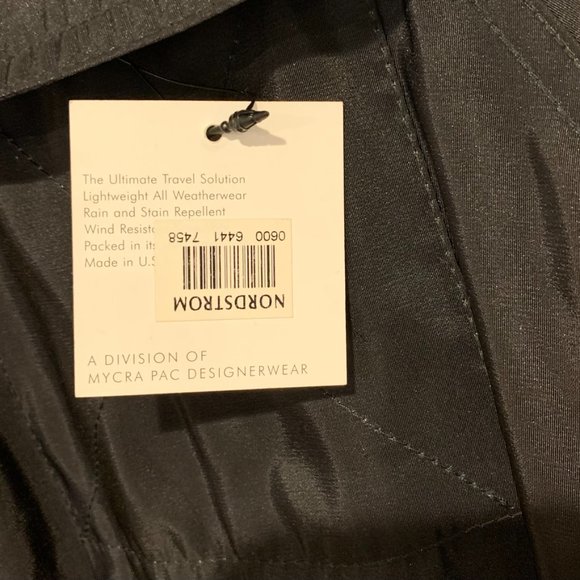 The Ultimate Travel Solution
Lightweight All Weatherwear
Rain and Stain Repellent
Wind
Packed in
Made in U.S
0600 6441 7458
NORDSTROM
A DIVISION OF
MYCRA PAC DESIGNERWEAR